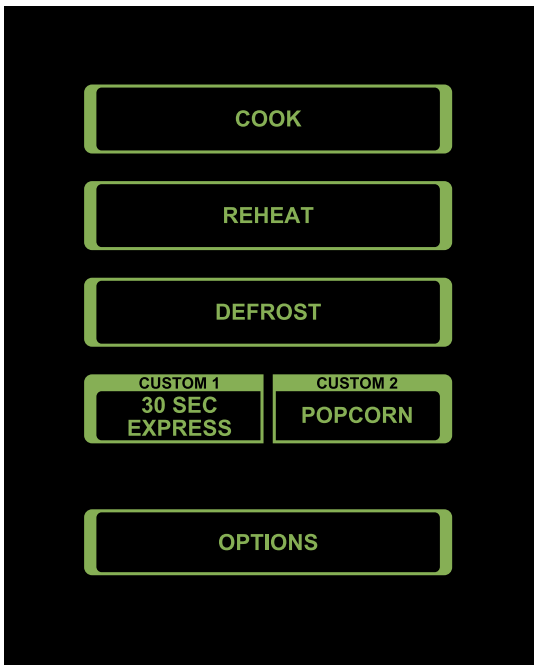 COOK
REHEAT
DEFROST
CUSTOM 1
30 SEC
EXPRESS
CUSTOM 2
POPCORN
OPTIONS